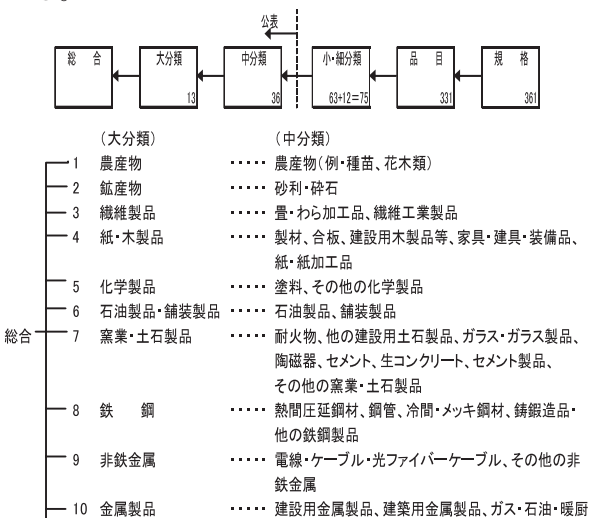 公表
総　合
大分類
13
中分類
36
小・細分類
63+12=75
品　目
331
規　格
361
(大分類)　(中分類)
1 農産物 ・・・・・ 農産物(例・種苗、花木類)
2 鉱産物 ・・・・・ 砂利・砕石
3 繊維製品 ・・・・・ 畳・わら加工品、繊維工業製品
4 紙・木製品 ・・・・・ 製材、合板、建設用木製品等、家具・建具・装備品、
紙・紙加工品
5 化学製品 ・・・・・ 塗料、その他の化学製品
6 石油製品・舗装製品 ・・・・・ 石油製品、舗装製品
総合 7 窯業・土石製品 ・・・・・ 耐火物、他の建設用土石製品、ガラス・ガラス製品、
陶磁器、セメント、生コンクリート、セメント製品、
その他の窯業・土石製品
8 鉄　鋼 ・・・・・ 熱間圧延鋼材、鋼管、冷間・メッキ鋼材、鋳鍛造品・
他の鉄鋼製品
9 非鉄金属 ・・・・・ 電線・ケーブル・光ファイバーケーブル、その他の非
鉄金属
10 金属製品 ・・・・・ 建設用金属製品、建築用金属製品、ガス・石油・暖厨